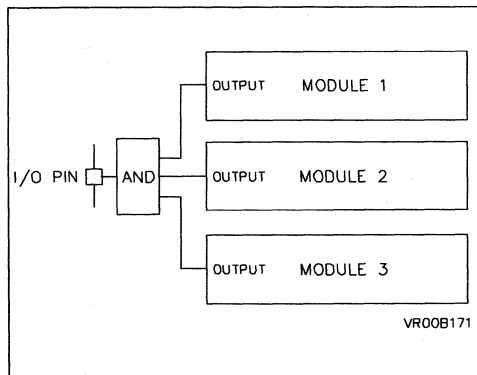 OUTPUT MODULE 1
I/O PIN AND OUTPUT MODULE 2
OUTPUT MODULE 3
VR00B171